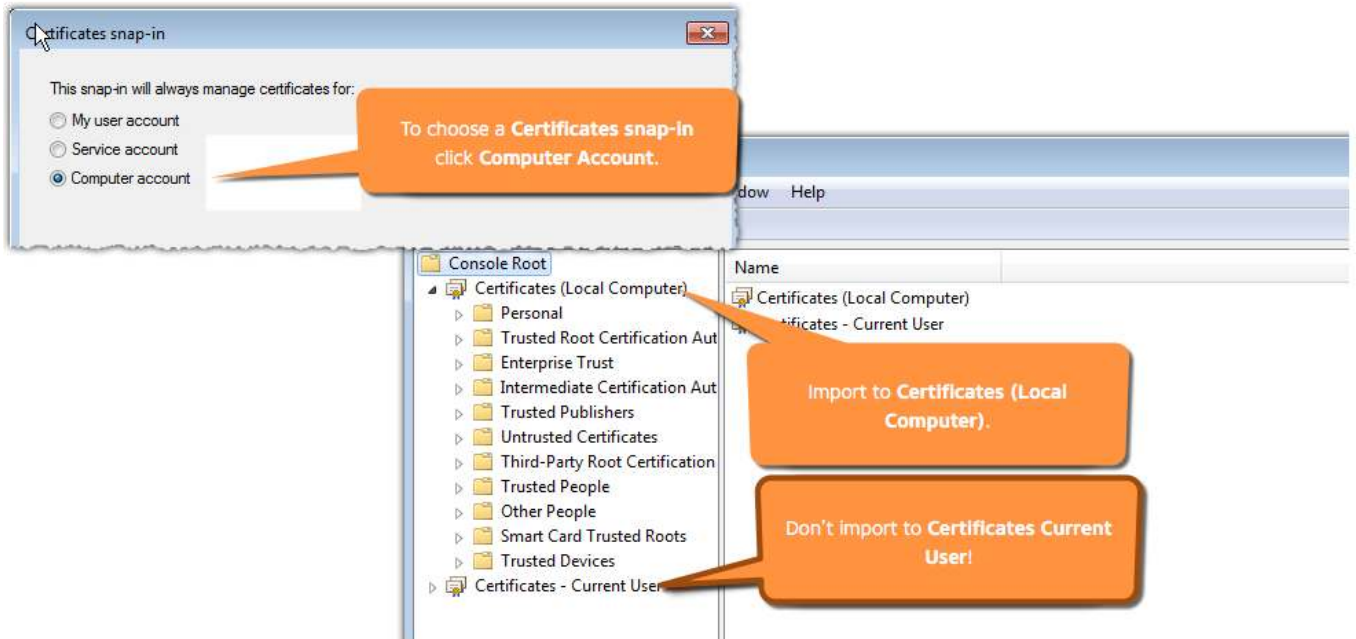 Certificates snap-in
This snap-in will always manage certificates for:
My user account
Service account
Computer account
To choose a Certificates snap-in
click Computer Account.
Help
Console Root
Certificates (Local Computer)
Personal
Trusted Root Certification Aut
Enterprise Trust
Intermediate Certification Aut
Trusted Publishers
Untrusted Certificates
Third-Party Root Certification
Trusted People
Other People
Smart Card Trusted Roots
Trusted Devices
Certificates - Current User
Name
Certificates (Local Computer)
tificates - Current User
Import to Certificates (Local
Computer).
Don't import to Certificates Current
User!